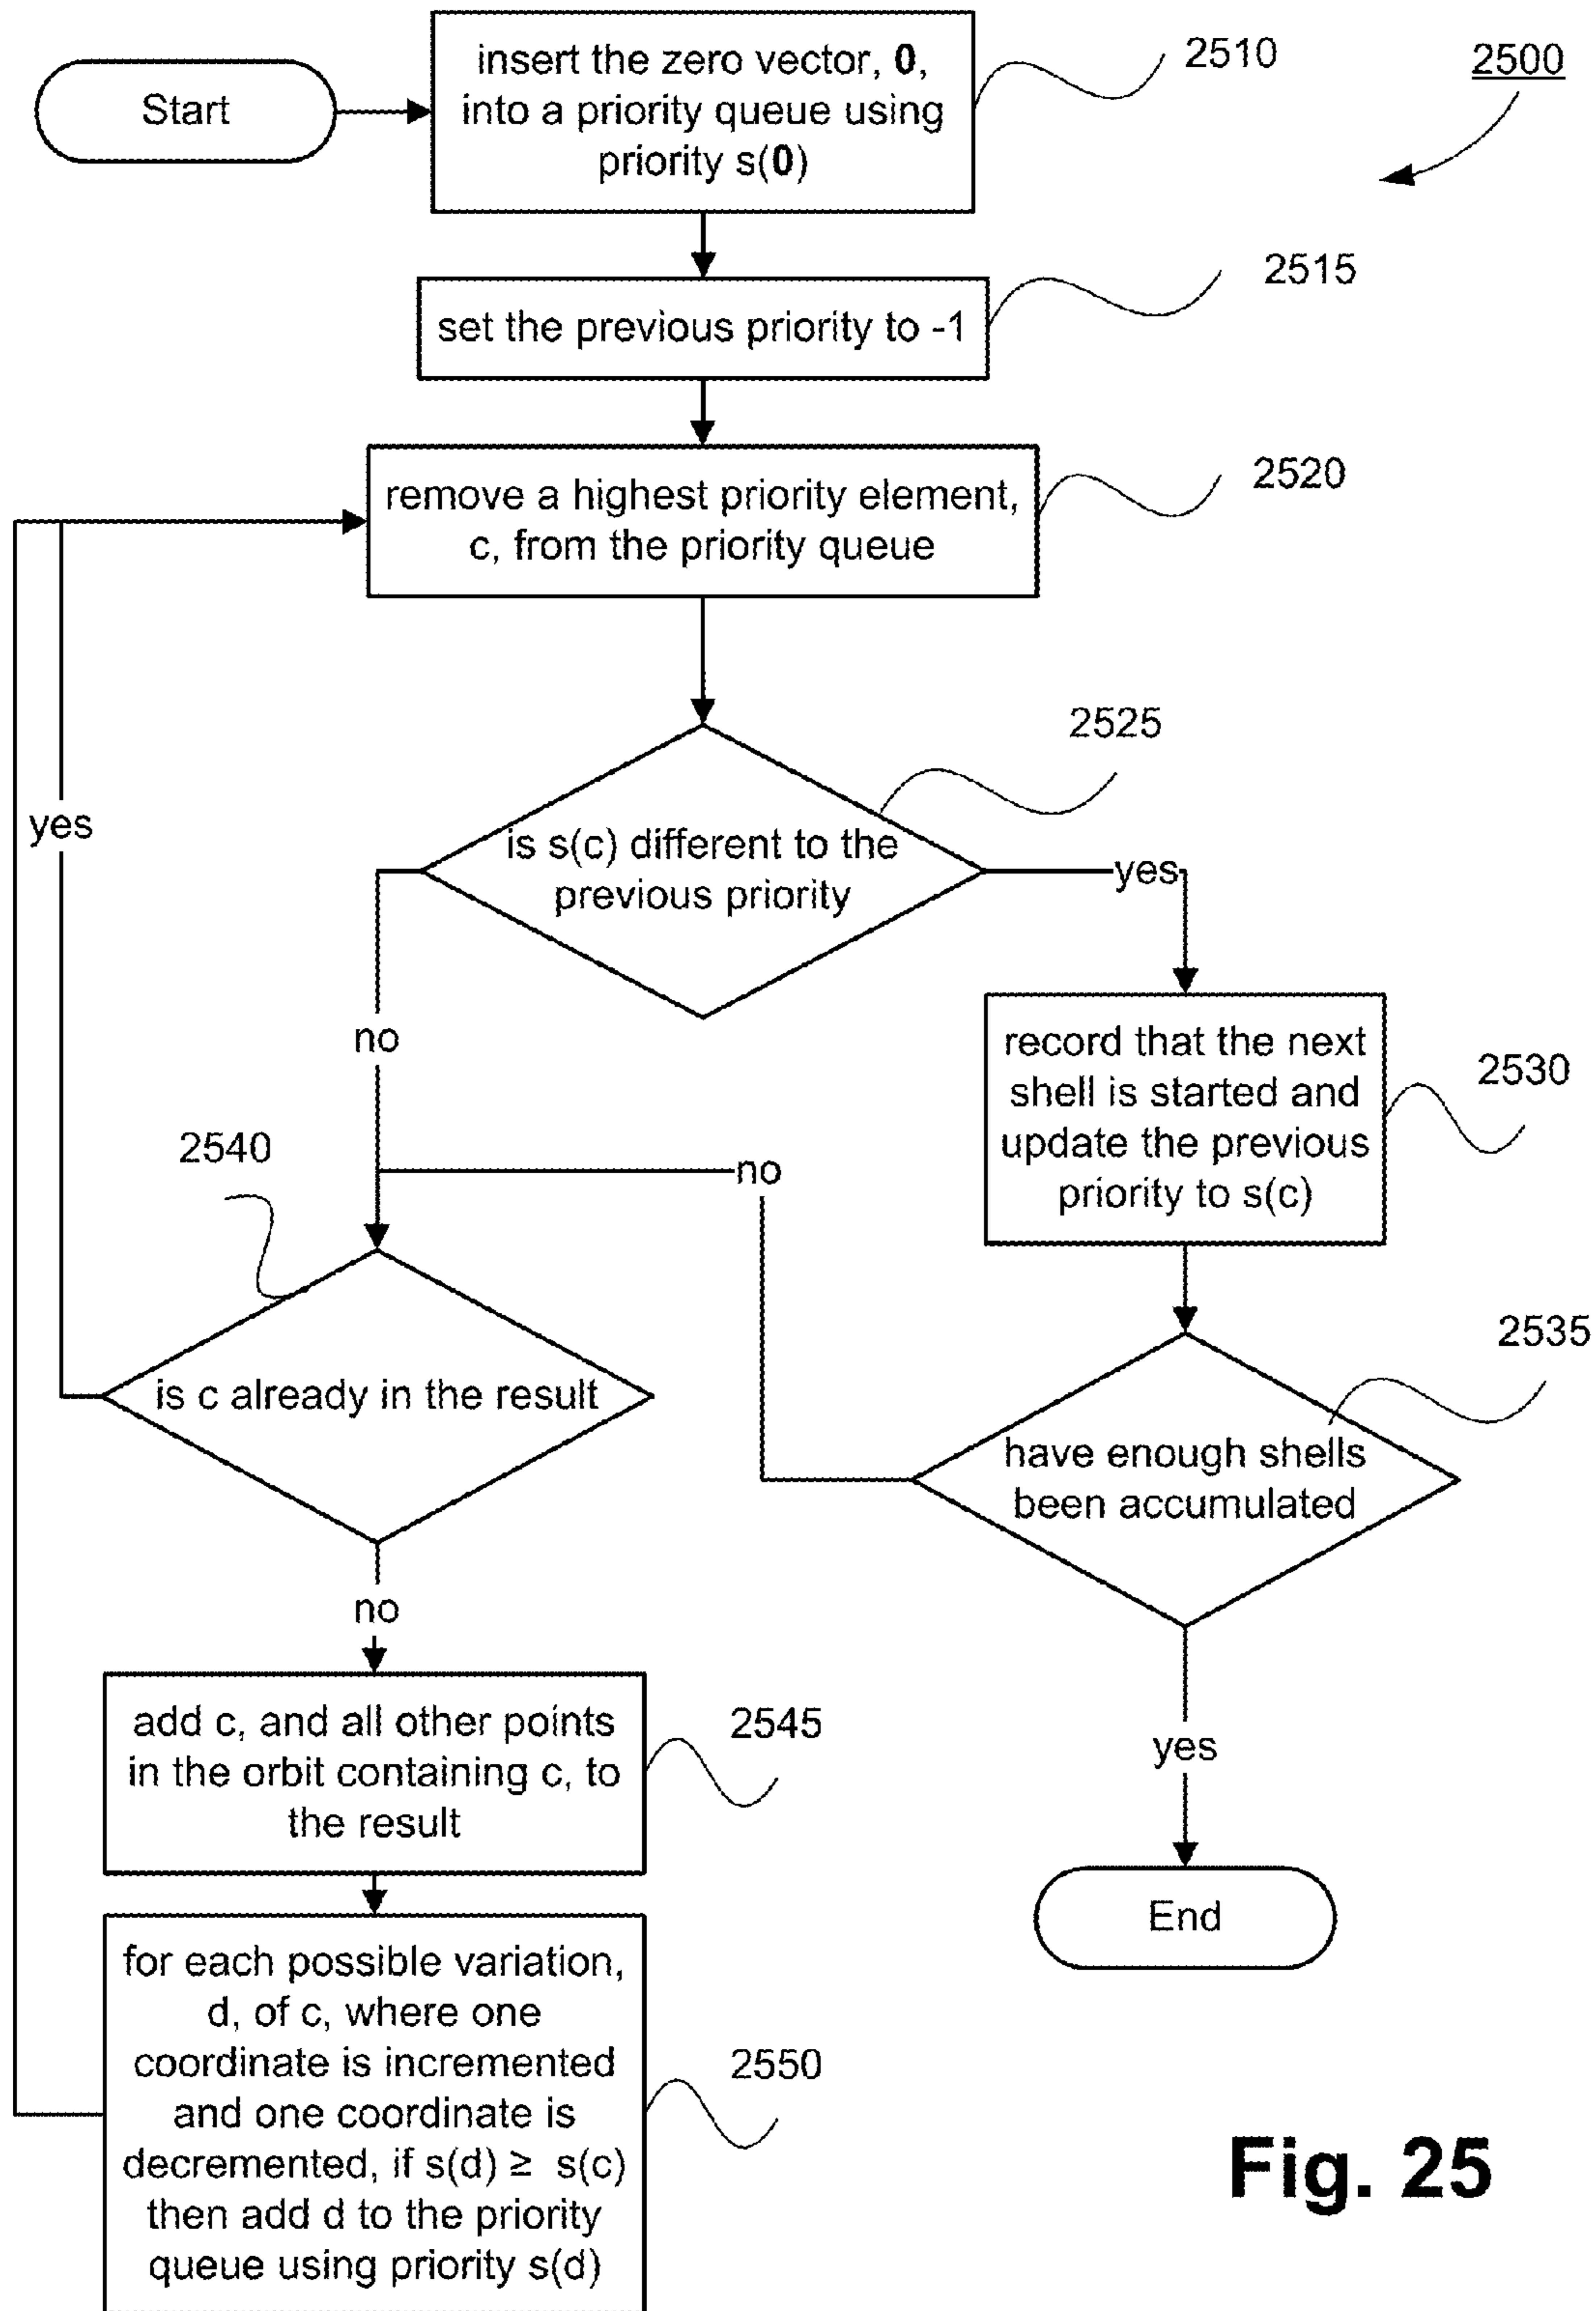 Start
insert the zero vector, 0,
into a priority queue using
priority s(0)
2510
2500
set the previous priority to -1
2515
remove a highest priority element,
c, from the priority queue
2520
is s(c) different to the
previous priority
2525
yes
yes
no
record that the next
shell is started and
update the previous
priority to s(c)
2530
2540
no
is c already in the result
have enough shells
been accumulated
2535
no
add c, and all other points
in the orbit containing c, to
the result
2545
yes
End
for each possible variation,
d, of c, where one
coordinate is incremented
and one coordinate is
decremented, if s(d) ≥ s(c)
then add d to the priority
queue using priority s(d)
2550
Fig. 25